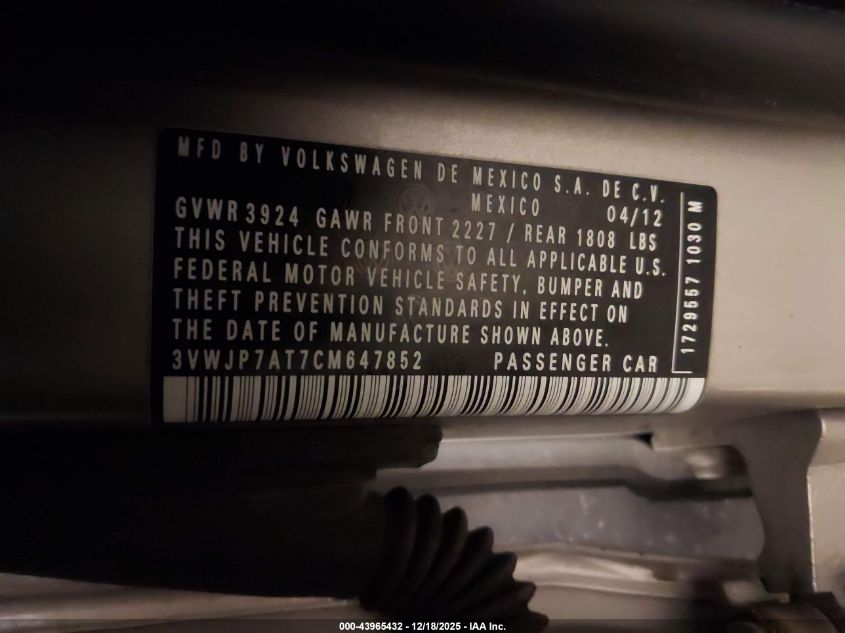 MFD BY VOLKSWAGEN DE MEXICO S.A. DE C.V.
MEXICO 04/12
GVWR 3924 GAWR FRONT 2227 / REAR 1808 LBS
THIS VEHICLE CONFORMS TO ALL APPLICABLE U.S.
FEDERAL MOTOR VEHICLE SAFETY, BUMPER AND
THEFT PREVENTION STANDARDS IN EFFECT ON
THE DATE OF MANUFACTURE SHOWN ABOVE.
3VWJP7AT7CM647852 PASSENGER CAR
1729557 1030 M
000-43965432 - 12/18/2025 - IAA Inc.